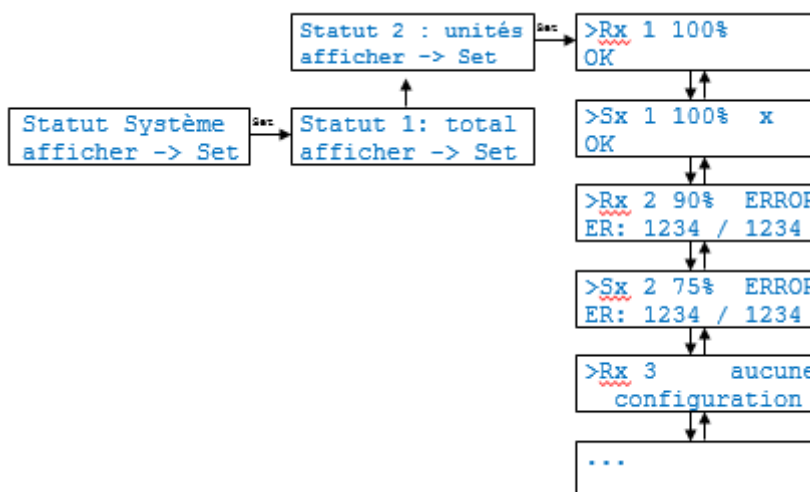 Statut Système
afficher -> Set
Set
Statut 1: total
afficher -> Set
Statut 2 : unités
afficher -> Set
Set
>Rx 1 100%
OK
>Sx 1 100% x
OK
>Rx 2 90% ERROR
ER: 1234 / 1234
>Sx 2 75% ERROR
ER: 1234 / 1234
>Rx 3 aucune
configuration
...